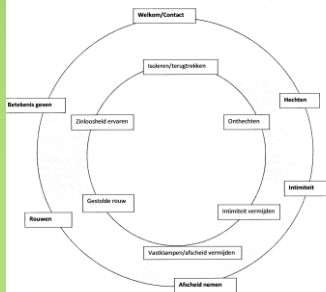 Welkom/Contact
Isoleren/terugtrekken
Betekenis geven
Hechten
Zinloosheid ervaren
Onthechten
Intimiteit
Gestolde rouw
Intimiteit vermijden
Rouwen
Vastklampen/afscheid vermijden
Afscheid nemen